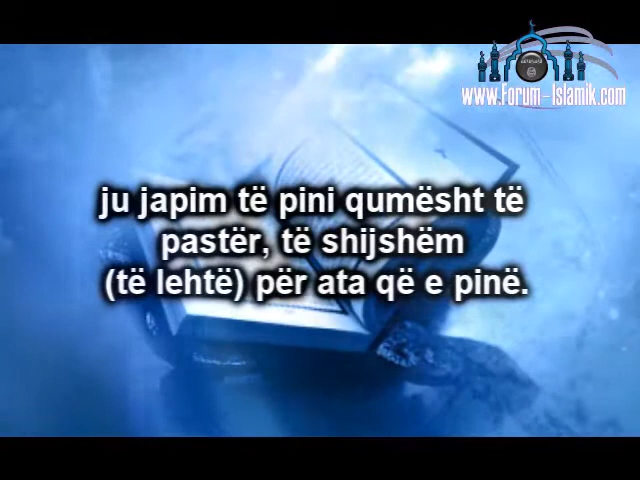 www.Forum-Islamik.com
ju japim të pini qumësht të
pastër, të shijshëm
(të lehtë) për ata që e pinë.